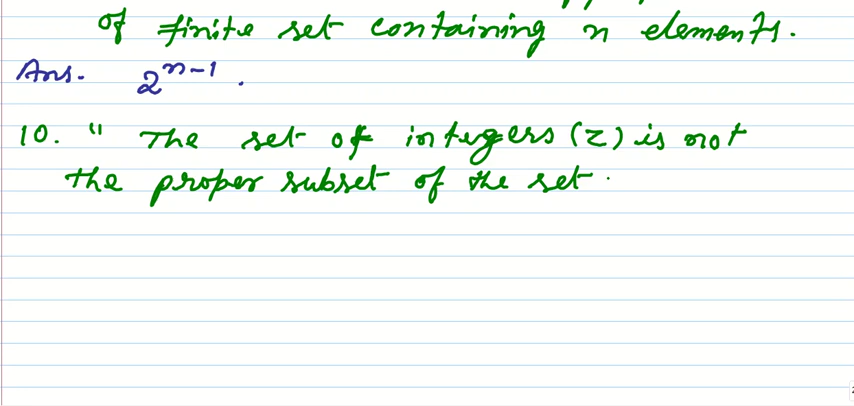 of finite set containing n elements.
Ans. 2^{n-1}.
10. " The set of integers (Z) is not
the proper subset of the set.